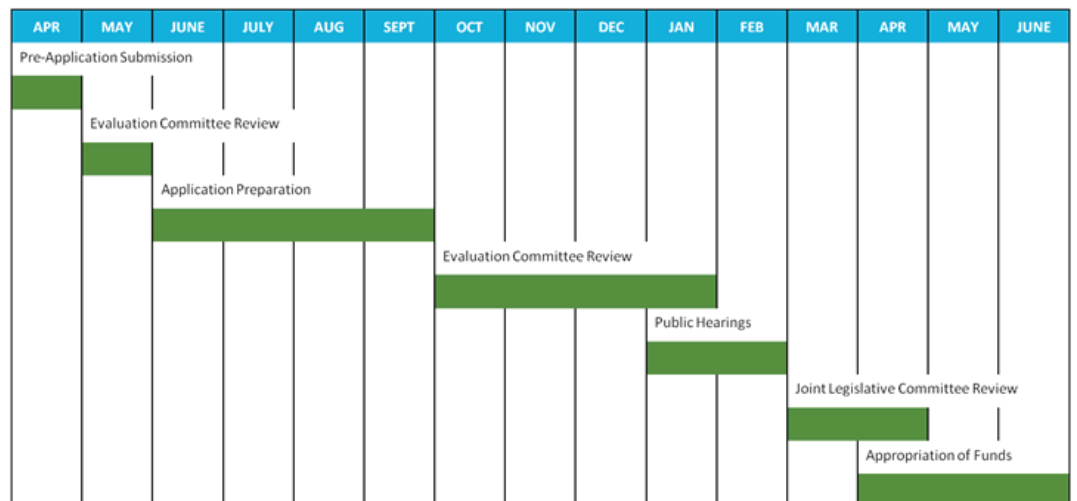 APR MAY JUNE JULY AUG SEPT OCT NOV DEC JAN FEB MAR APR MAY JUNE
Pre-Application Submission
Evaluation Committee Review
Application Preparation
Evaluation Committee Review
Public Hearings
Joint Legislative Committee Review
Appropriation of Funds